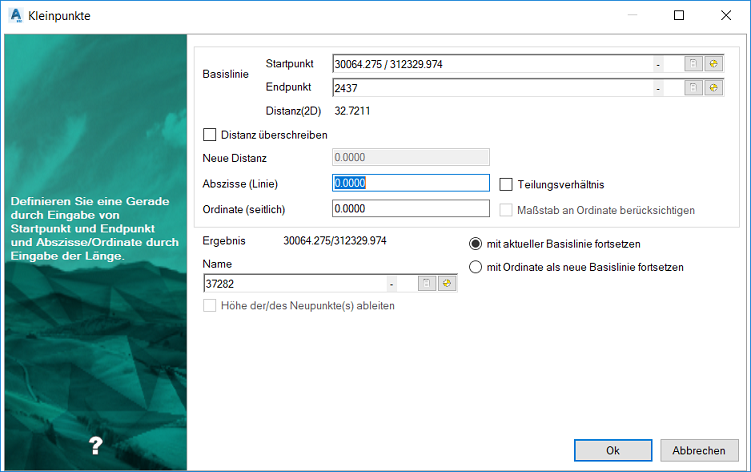 Kleinpunkte
Definieren Sie eine Gerade
durch Eingabe von
Startpunkt und Endpunkt
und Abszisse/Ordinate durch
Eingabe der Länge.
?
Basislinie
Startpunkt 30064.275 / 312329.974 -
Endpunkt 2437 -
Distanz(2D) 32.7211
Distanz überschreiben
Neue Distanz 0.0000
Abszisse (Linie) 0.0000 Teilungsverhältnis
Ordinate (seitlich) 0.0000 Maßstab an Ordinate berücksichtigen
Ergebnis 30064.275/312329.974 mit aktueller Basislinie fortsetzen
Name mit Ordinate als neue Basislinie fortsetzen
37282 -
Höhe der/des Neupunkte(s) ableiten
Ok Abbrechen